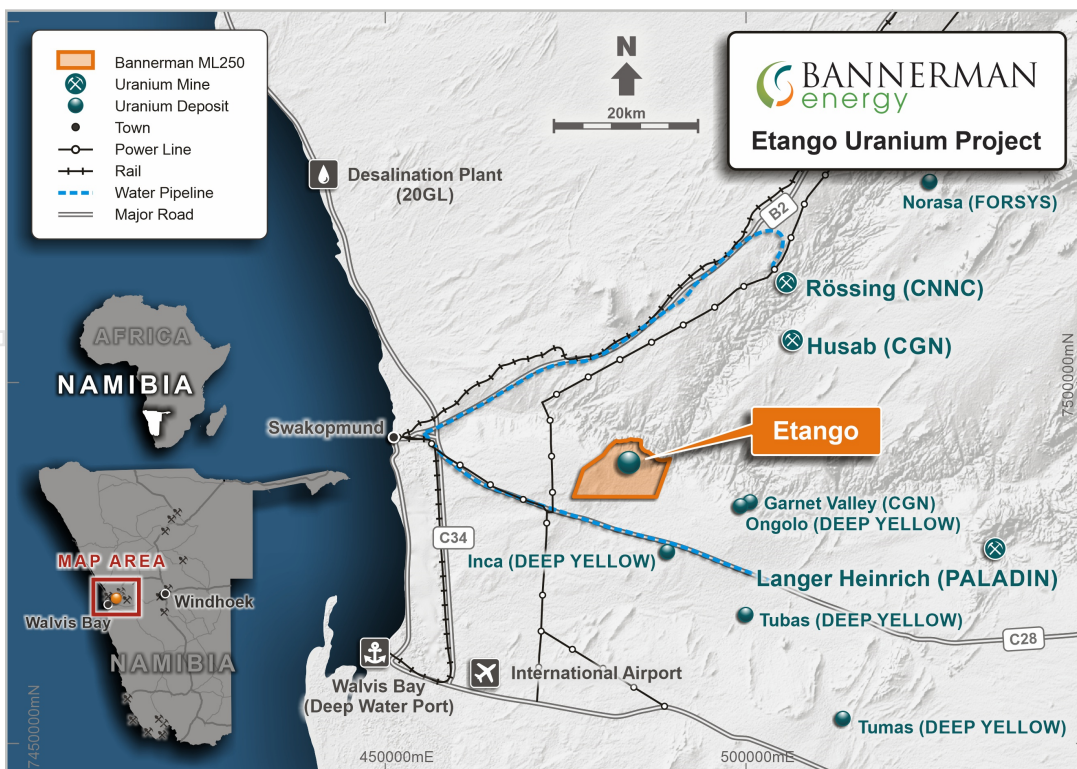 Bannerman ML250
Uranium Mine
Uranium Deposit
Town
Power Line
Rail
Water Pipeline
Major Road
N
20km
BANNERMAN
energy
Etango Uranium Project
Desalination Plant
(20GL)
B2
Norasa (FORSYS)
Rössing (CNNC)
Husab (CGN)
7500000mN
AFRICA
NAMIBIA
Swakopmund
Etango
Garnet Valley (CGN)
Ongolo (DEEP YELLOW)
C34
Inca (DEEP YELLOW)
Langer Heinrich (PALADIN)
MAP AREA
Windhoek
Walvis Bay
NAMIBIA
Tubas (DEEP YELLOW)
C28
International Airport
Walvis Bay
(Deep Water Port)
Tumas (DEEP YELLOW)
7450000mN
450000mE
500000mE